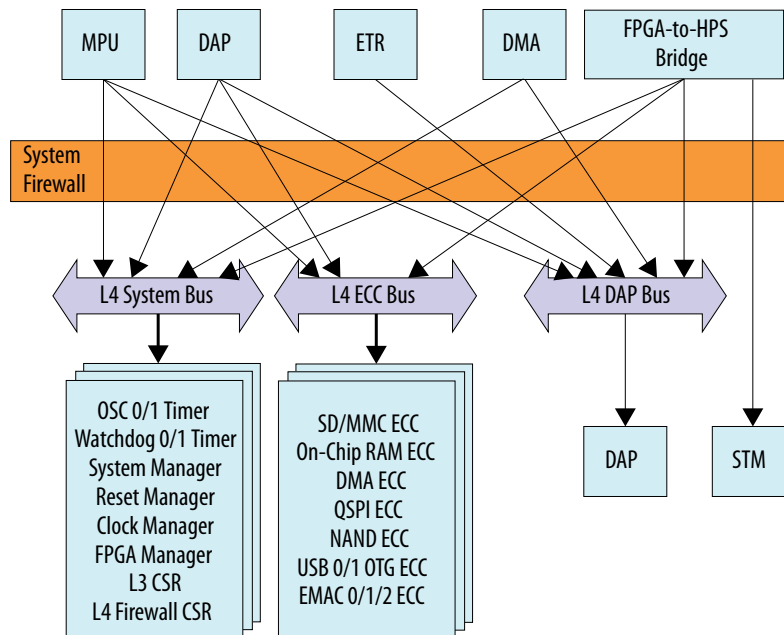 MPU
DAP
ETR
DMA
FPGA-to-HPS
Bridge
System
Firewall
L4 System Bus
L4 ECC Bus
L4 DAP Bus
OSC 0/1 Timer
Watchdog 0/1 Timer
System Manager
Reset Manager
Clock Manager
FPGA Manager
L3 CSR
L4 Firewall CSR
SD/MMC ECC
On-Chip RAM ECC
DMA ECC
QSPI ECC
NAND ECC
USB 0/1 OTG ECC
EMAC 0/1/2 ECC
DAP
STM